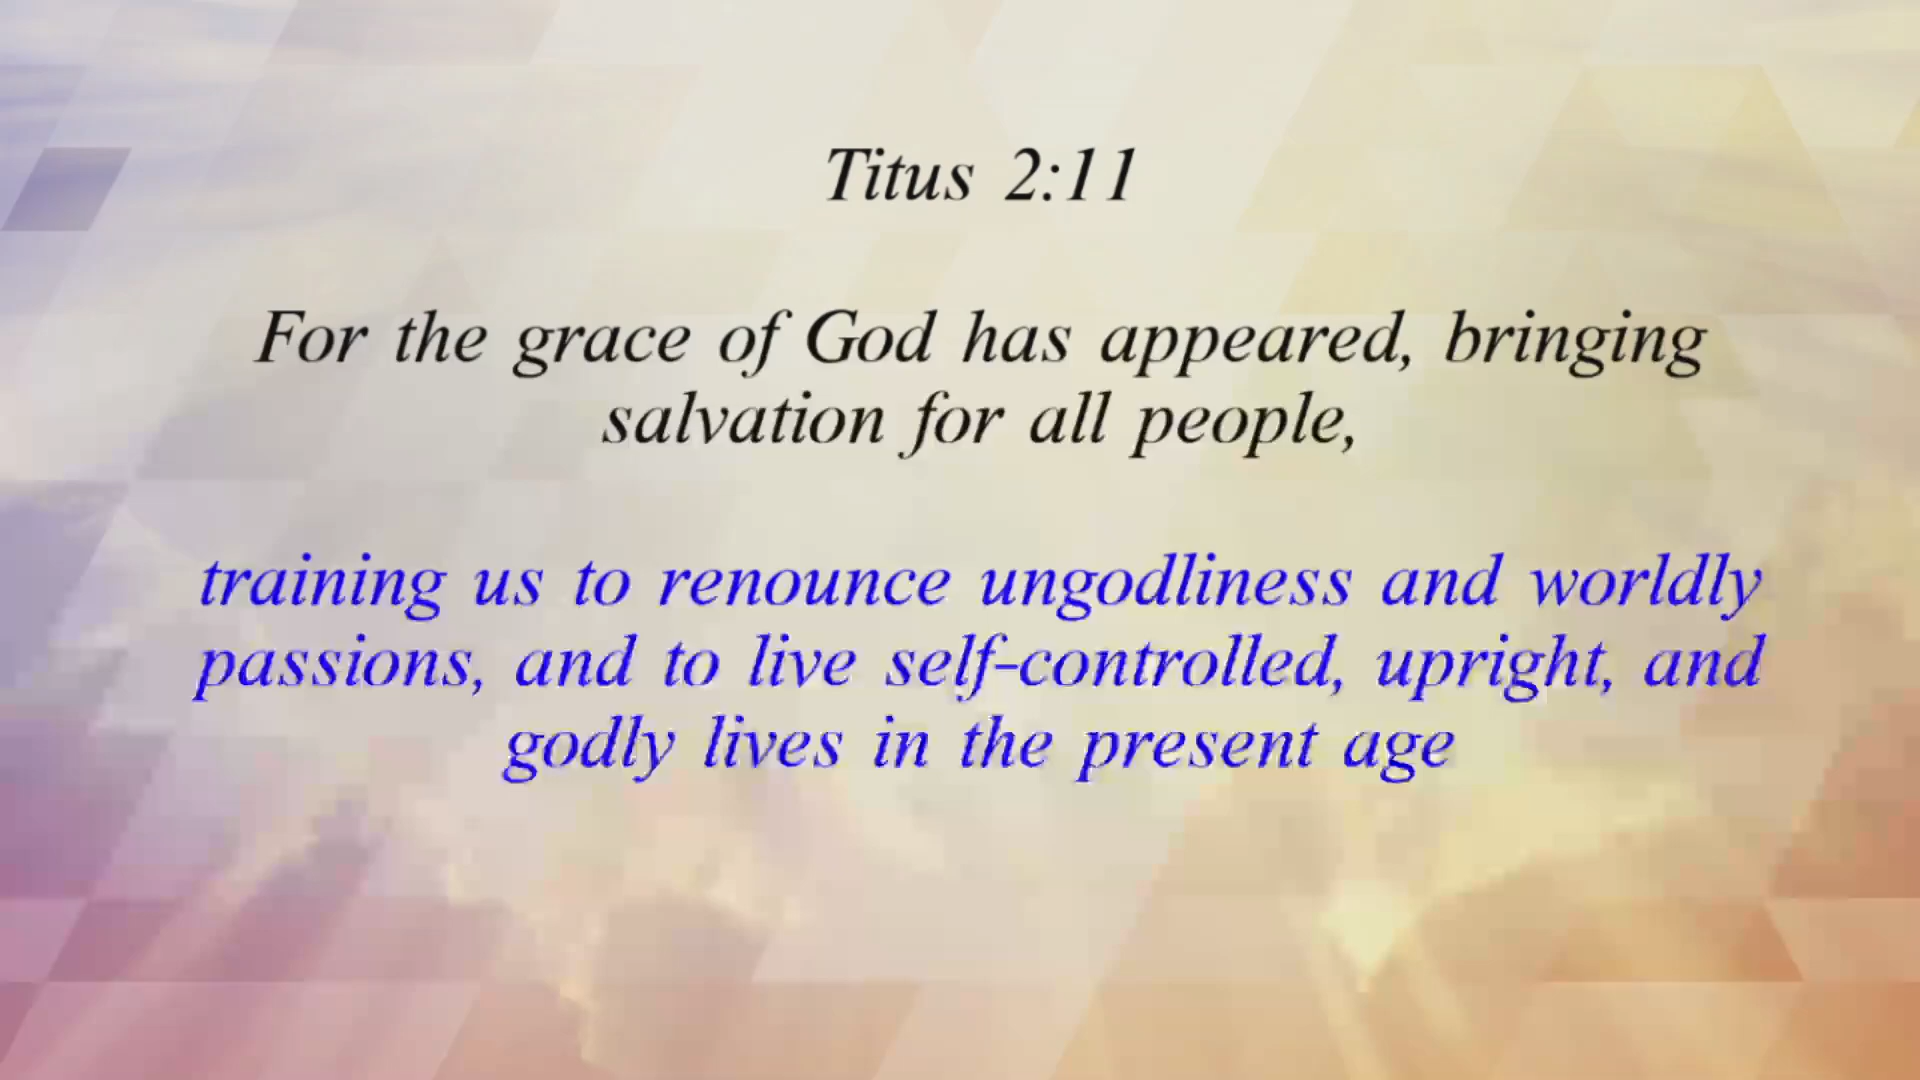 Titus 2:11
For the grace of God has appeared, bringing
salvation for all people,
training us to renounce ungodliness and worldly
passions, and to live self-controlled, upright, and
godly lives in the present age